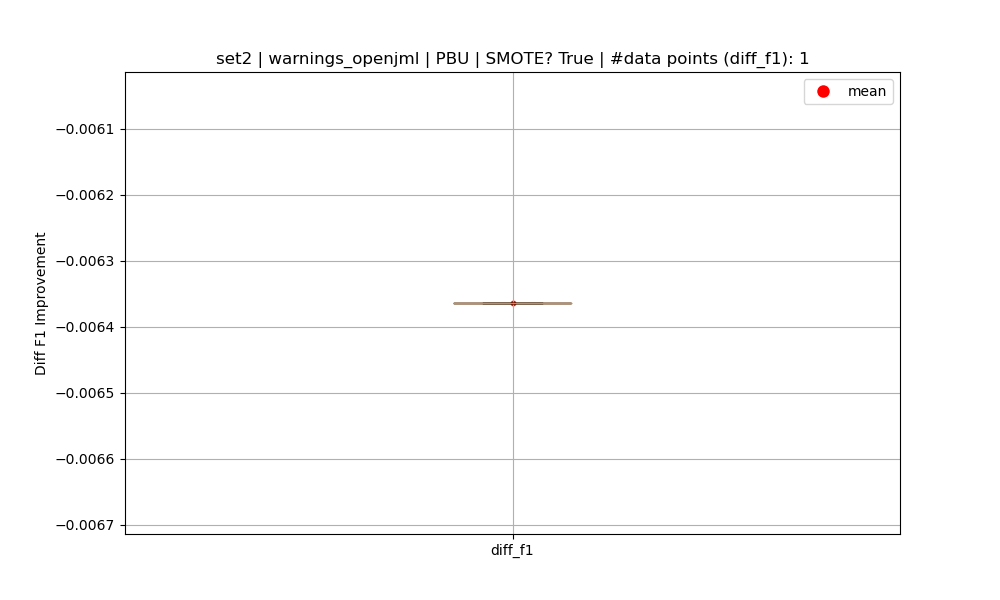 set2 | warnings_openjml | PBU | SMOTE? True | #data points (diff_f1): 1
mean
−0.0061
−0.0062
−0.0063
−0.0064
−0.0065
−0.0066
−0.0067
Diff F1 Improvement
diff_f1